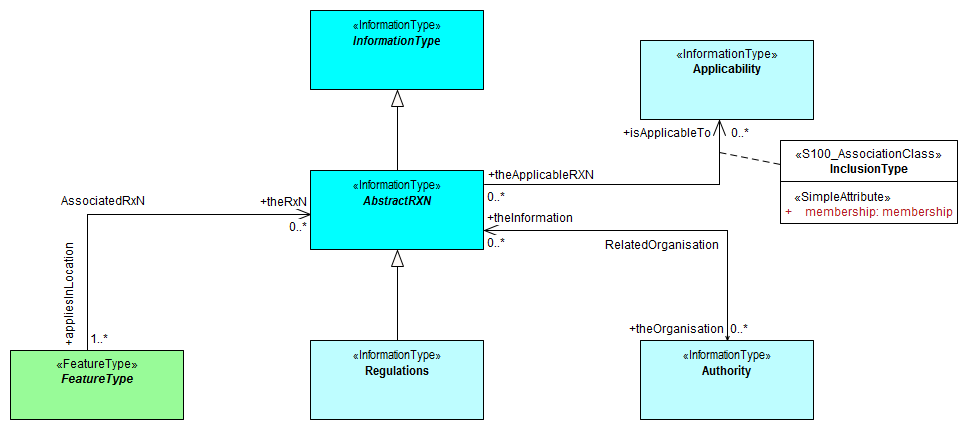 «InformationType»
InformationType
«InformationType»
Applicability
+isApplicableTo
0..*
«S100_AssociationClass»
InclusionType
«SimpleAttribute»
+ membership: membership
«InformationType»
AbstractRXN
+theApplicableRXN
0..*
AssociatedRxN
+theRxN
0..*
+theInformation
0..*
RelatedOrganisation
+appliesInLocation
1..*
+theOrganisation
0..*
«FeatureType»
FeatureType
«InformationType»
Regulations
«InformationType»
Authority